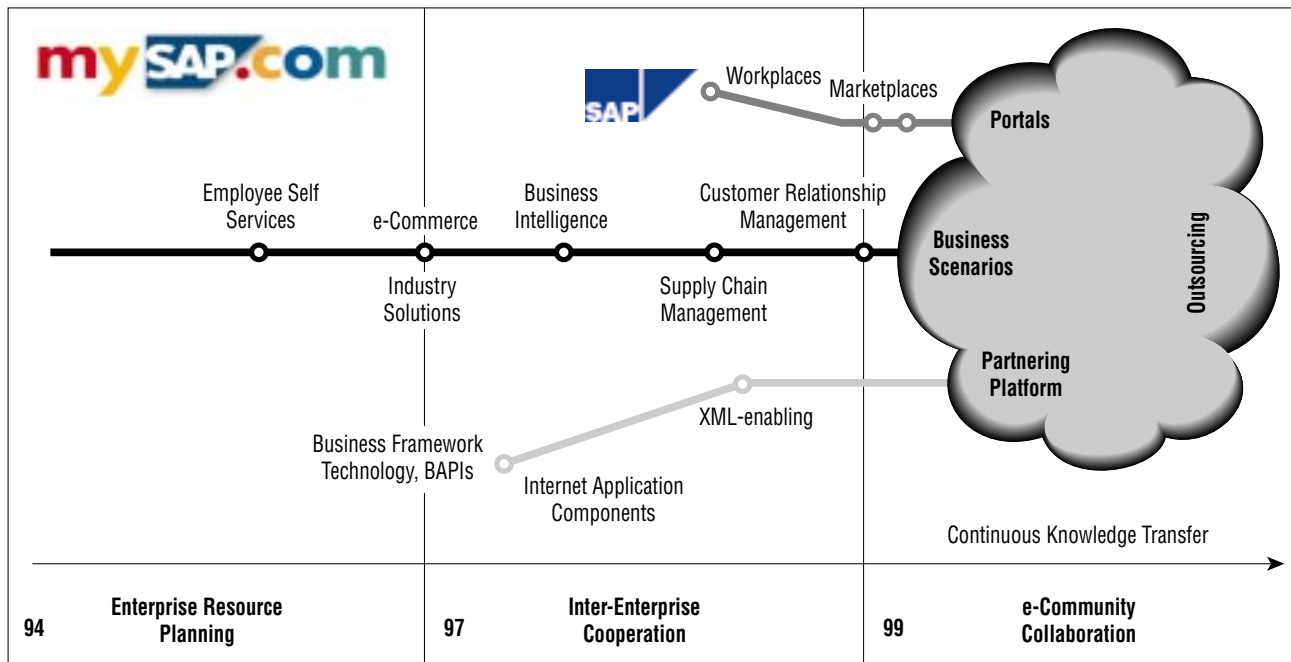 mySAP.com
SAP
Workplaces
Marketplaces
Portals
Employee Self
Services
e-Commerce
Business
Intelligence
Customer Relationship
Management
Business
Scenarios
Outsourcing
Industry
Solutions
Supply Chain
Management
Partnering
Platform
XML-enabling
Business Framework
Technology, BAPIs
Internet Application
Components
Continuous Knowledge Transfer
94
Enterprise Resource
Planning
97
Inter-Enterprise
Cooperation
99
e-Community
Collaboration